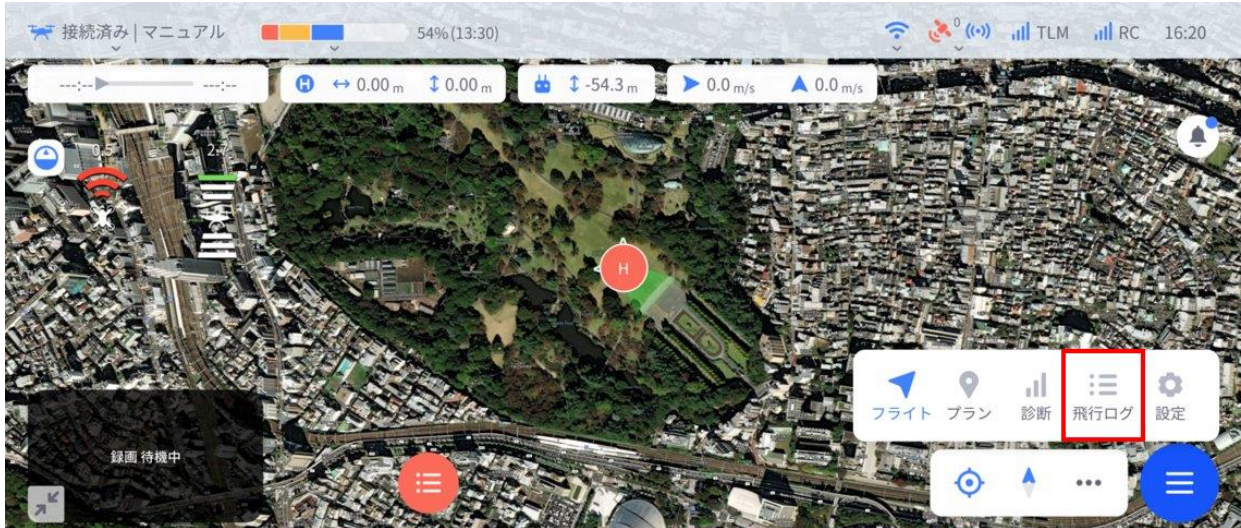 接続済み | マニュアル
54%(13:30)
0
TLM
RC
16:20
---:--
---:--
H
0.00 m
0.00 m
-54.3 m
0.0 m/s
0.0 m/s
H
フライト
プラン
診断
飛行ログ
設定
録画 待機中